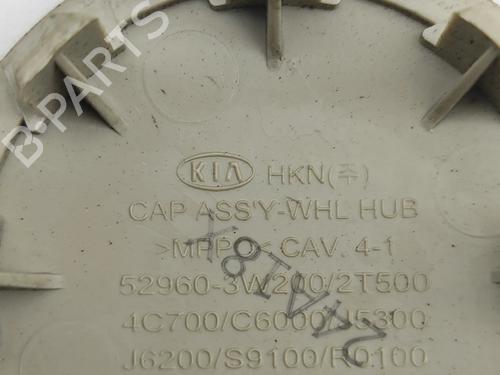 B-PARTS
KIA HKN(주)
CAP ASS'Y-WHL HUB
>MPPO< CAV. 4-1
52960-3W200/2T500
4C700/C6000/J5300
J6200/S9100/R0100